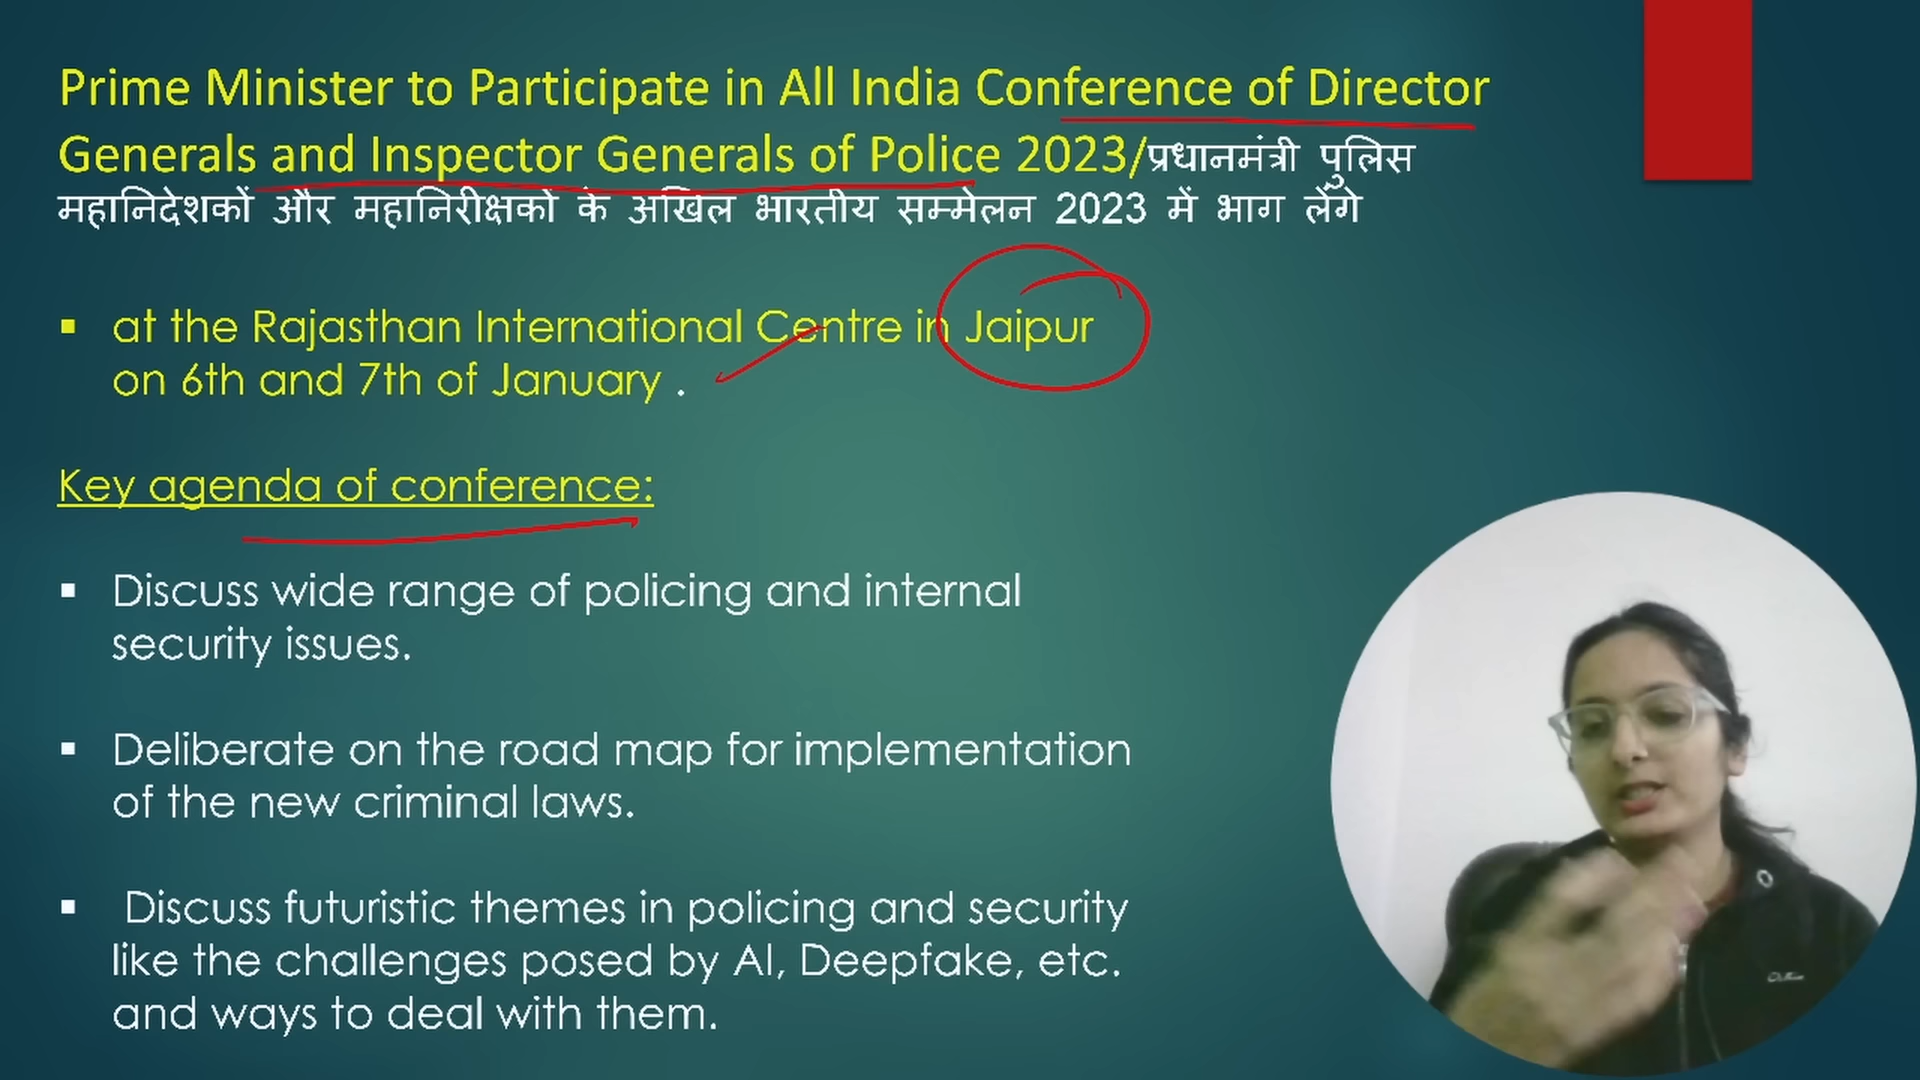 Prime Minister to Participate in All India Conference of Director
Generals and Inspector Generals of Police 2023/प्रधानमंत्री पुलिस
महानिदेशकों और महानिरीक्षकों के अखिल भारतीय सम्मेलन 2023 में भाग लेंगे
▪ at the Rajasthan International Centre in Jaipur
on 6th and 7th of January .
Key agenda of conference:
▪ Discuss wide range of policing and internal
security issues.
▪ Deliberate on the road map for implementation
of the new criminal laws.
▪ Discuss futuristic themes in policing and security
like the challenges posed by AI, Deepfake, etc.
and ways to deal with them.